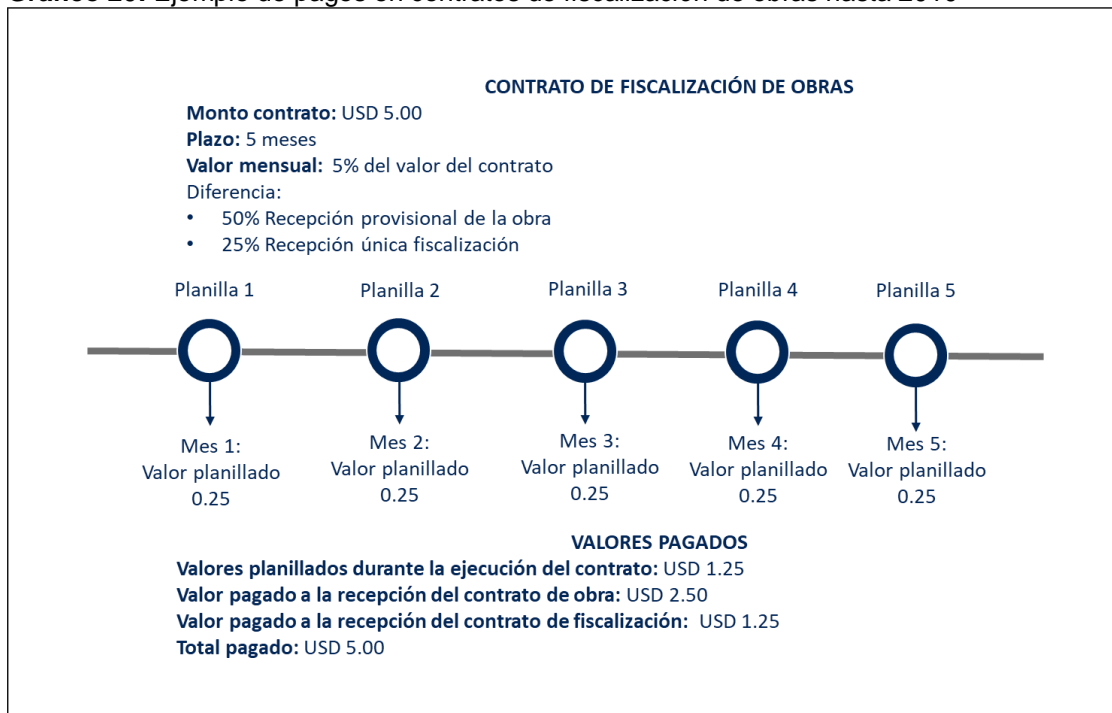 CONTRATO DE FISCALIZACIÓN DE OBRAS
Monto contrato: USD 5.00
Plazo: 5 meses
Valor mensual: 5% del valor del contrato
Diferencia:
• 50% Recepción provisional de la obra
• 25% Recepción única fiscalización
Planilla 1 Planilla 2 Planilla 3 Planilla 4 Planilla 5
Mes 1: Mes 2: Mes 3: Mes 4: Mes 5:
Valor planillado Valor planillado Valor planillado Valor planillado Valor planillado
0.25 0.25 0.25 0.25 0.25
VALORES PAGADOS
Valores planillados durante la ejecución del contrato: USD 1.25
Valor pagado a la recepción del contrato de obra: USD 2.50
Valor pagado a la recepción del contrato de fiscalización: USD 1.25
Total pagado: USD 5.00